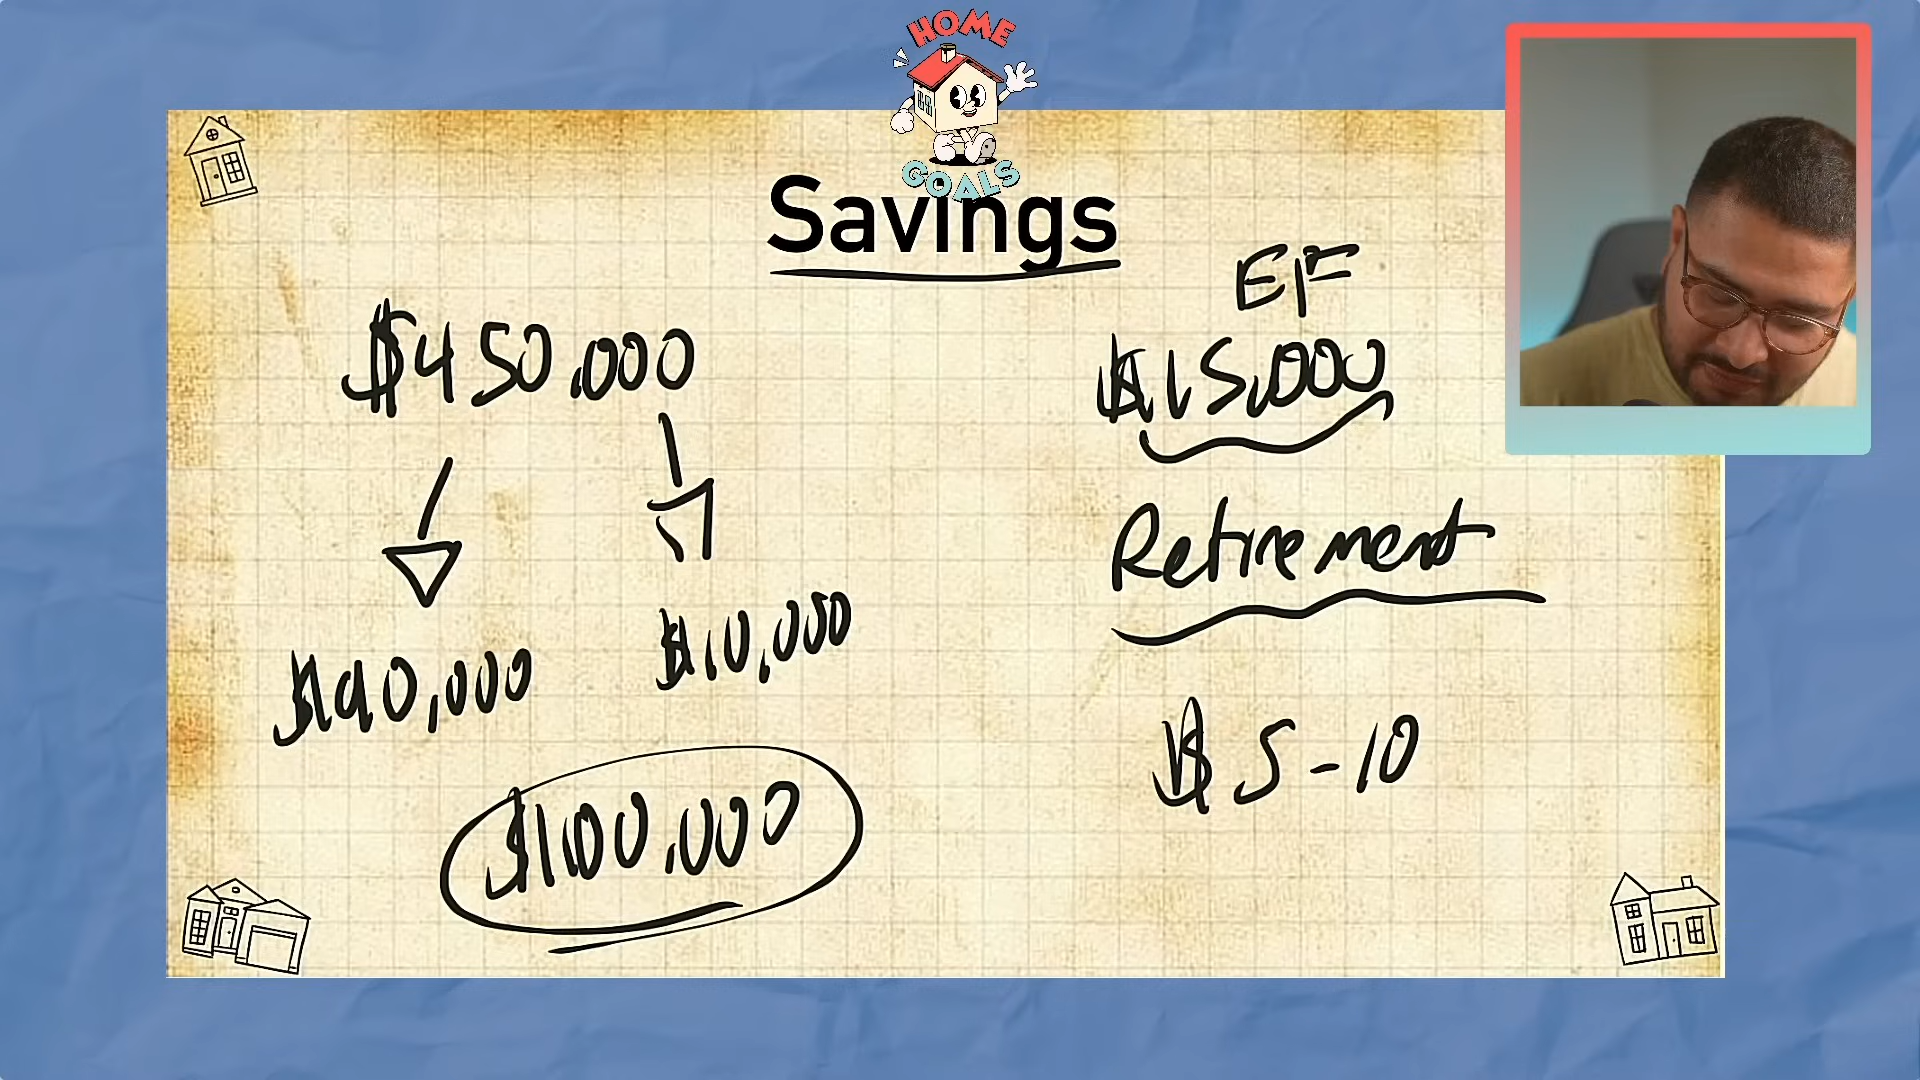 HOME
GOALS
Savings
$450,000
$90,000
$10,000
$100,000
EF
$15,000
Retirement
$5-10